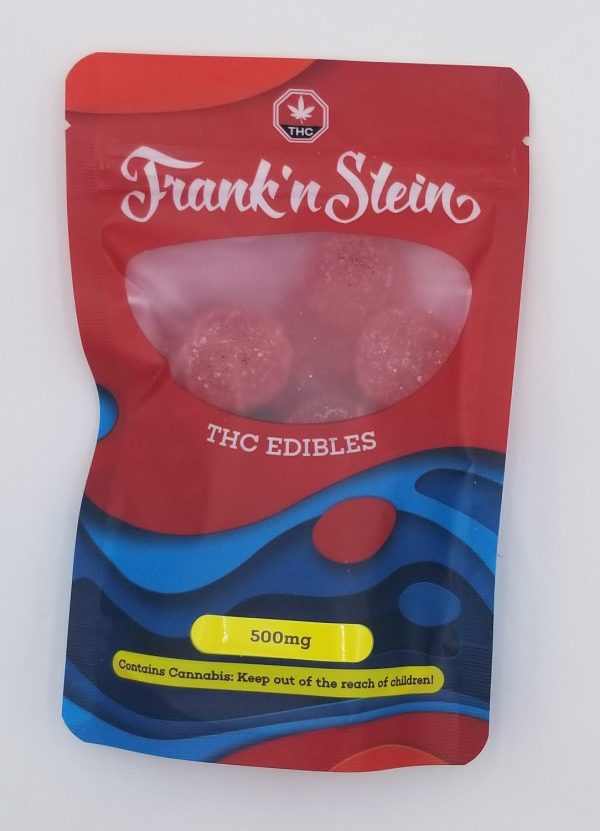 THC
Frank'n Stein
THC EDIBLES
500mg
Contains Cannabis: Keep out of the reach of children!